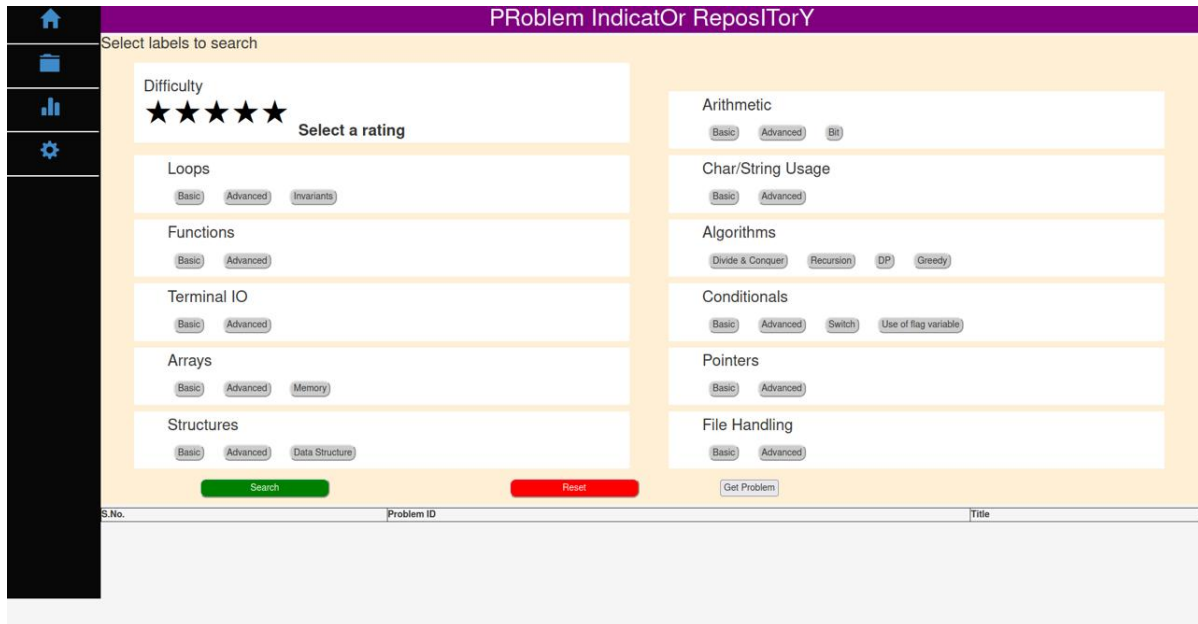 PRoblem IndicatOr ReposITorY
Select labels to search
Difficulty
Select a rating
Loops
Basic Advanced Invariants
Functions
Basic Advanced
Terminal IO
Basic Advanced
Arrays
Basic Advanced Memory
Structures
Basic Advanced Data Structure
Arithmetic
Basic Advanced Bit
Char/String Usage
Basic Advanced
Algorithms
Divide & Conquer Recursion DP Greedy
Conditionals
Basic Advanced Switch Use of flag variable
Pointers
Basic Advanced
File Handling
Basic Advanced
Search Reset Get Problem
S.No. Problem ID Title